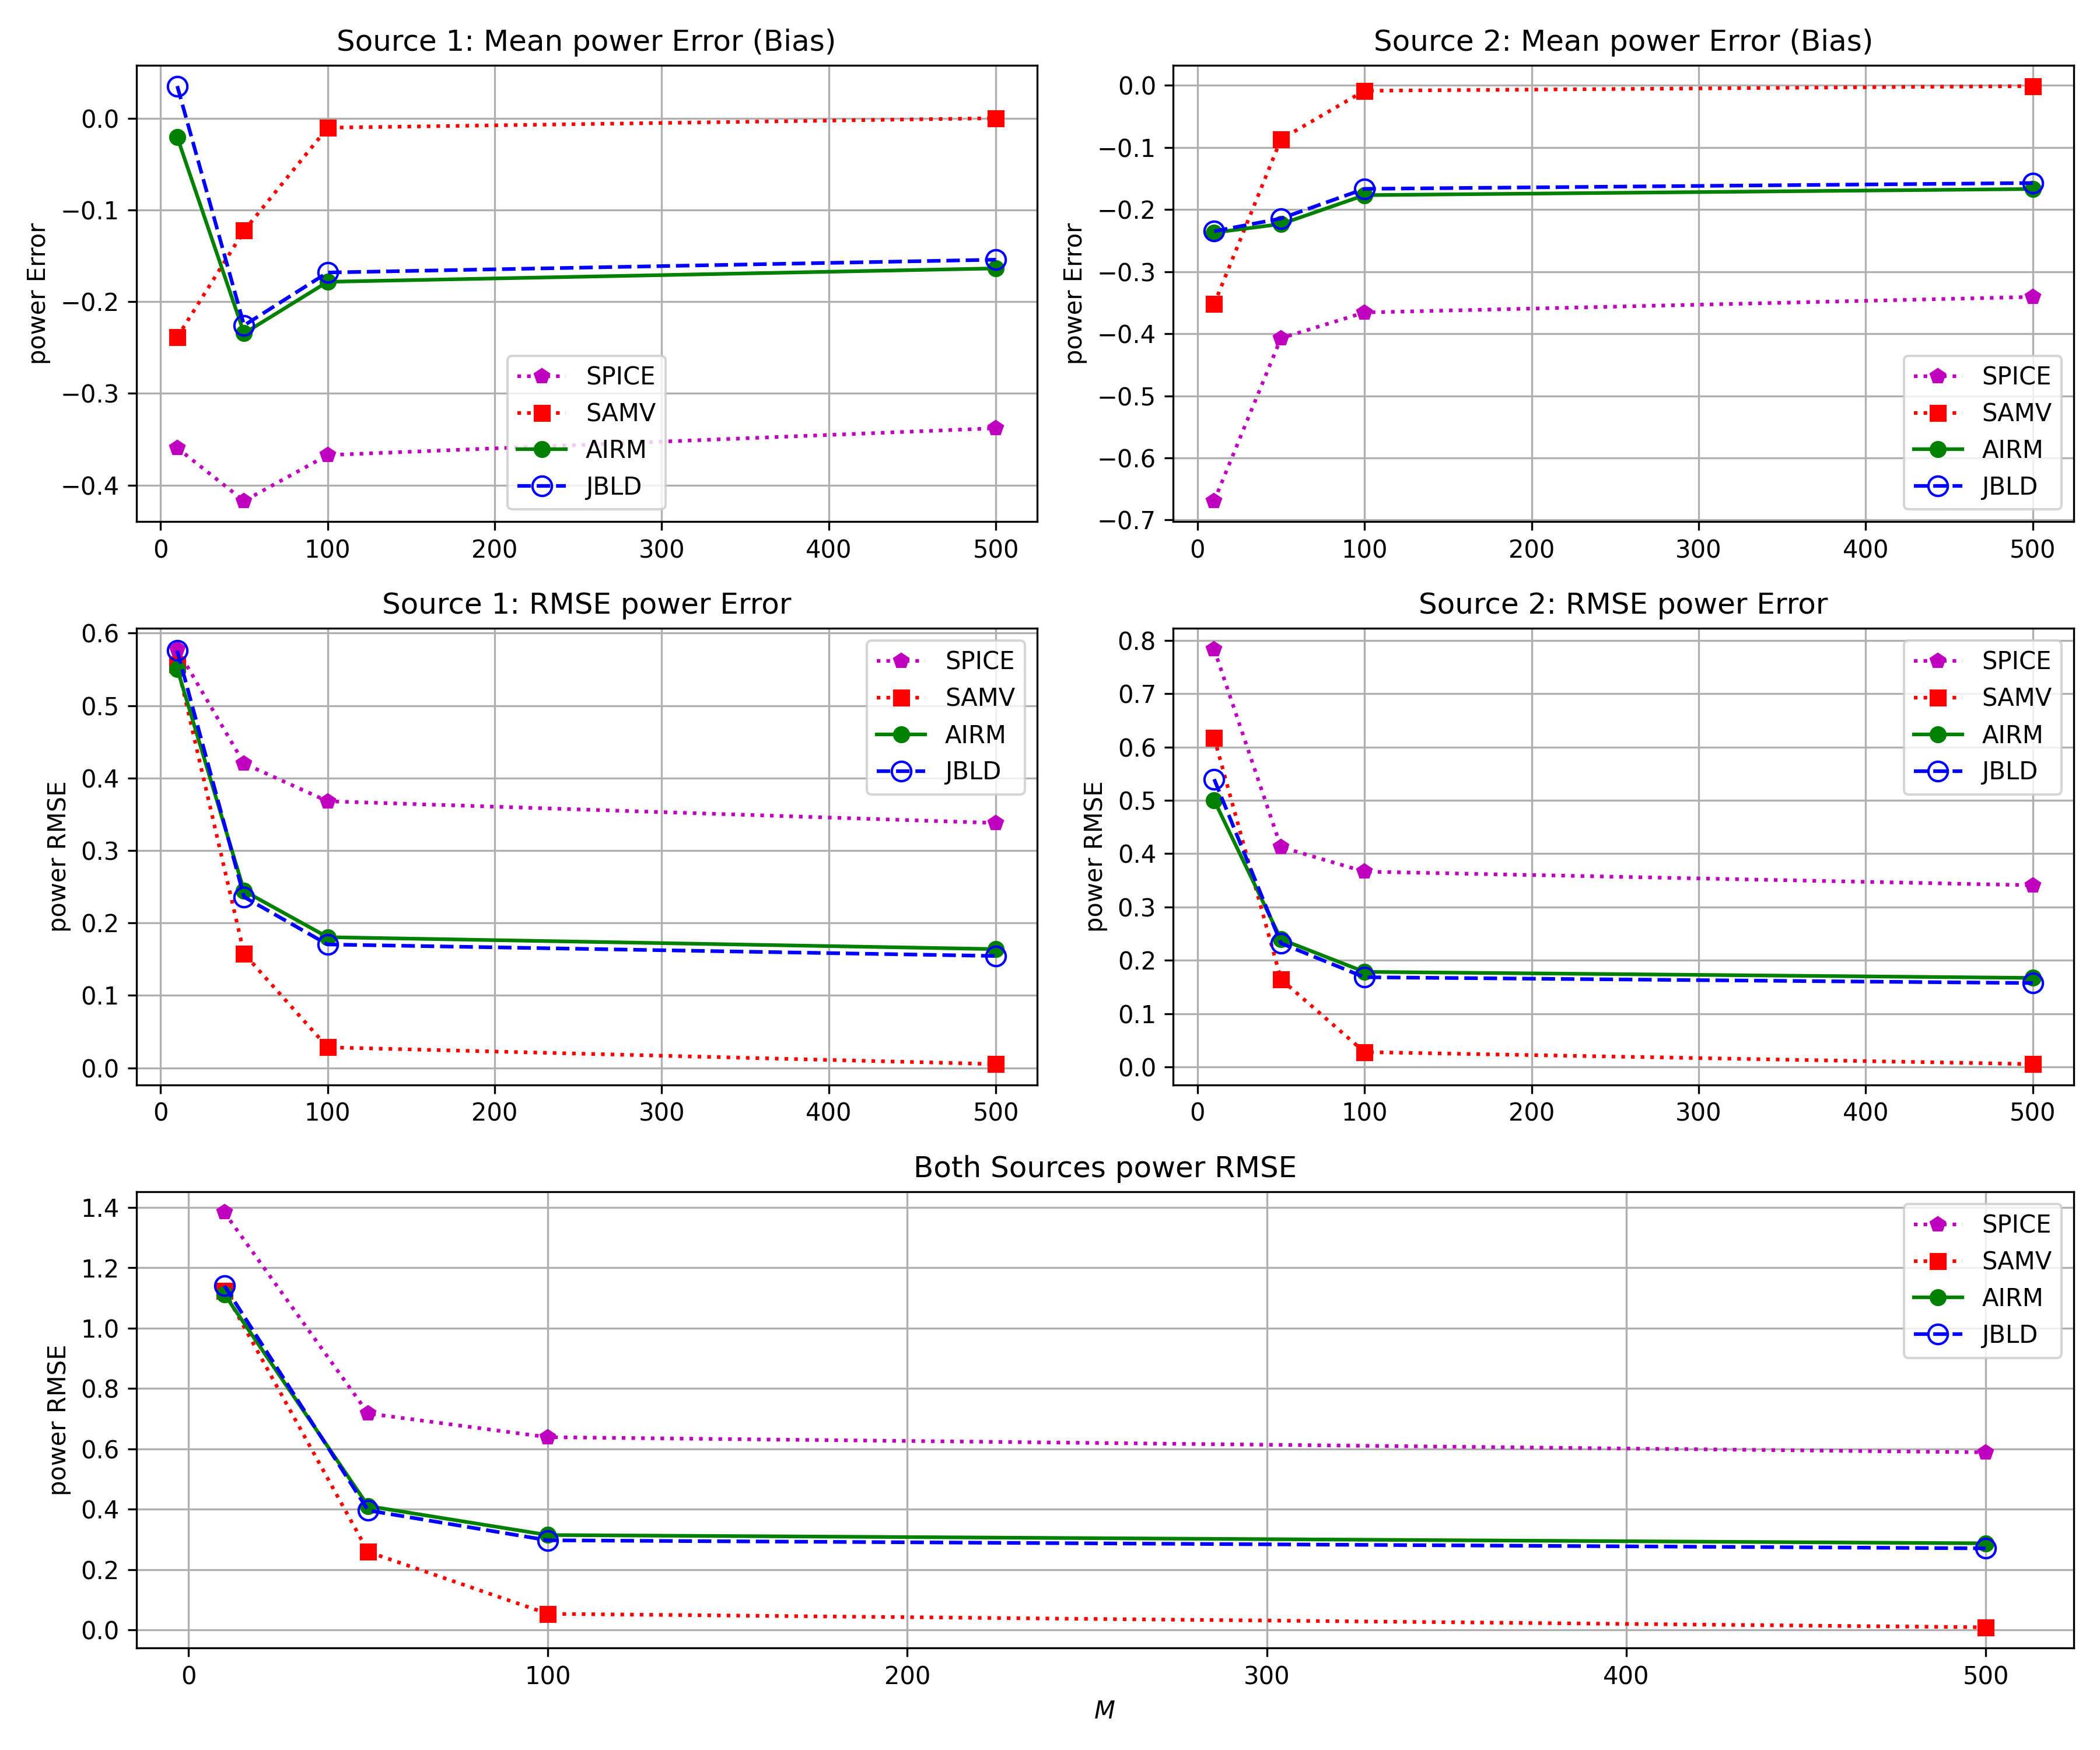 Source 1: Mean power Error (Bias)
power Error
0.0
−0.1
−0.2
−0.3
−0.4
0 100 200 300 400 500
SPICE
SAMV
AIRM
JBLD
Source 2: Mean power Error (Bias)
power Error
0.0
−0.1
−0.2
−0.3
−0.4
−0.5
−0.6
−0.7
0 100 200 300 400 500
SPICE
SAMV
AIRM
JBLD
Source 1: RMSE power Error
power RMSE
0.6
0.5
0.4
0.3
0.2
0.1
0.0
0 100 200 300 400 500
SPICE
SAMV
AIRM
JBLD
Source 2: RMSE power Error
power RMSE
0.8
0.7
0.6
0.5
0.4
0.3
0.2
0.1
0.0
0 100 200 300 400 500
SPICE
SAMV
AIRM
JBLD
Both Sources power RMSE
power RMSE
1.4
1.2
1.0
0.8
0.6
0.4
0.2
0.0
0 100 200 300 400 500
SPICE
SAMV
AIRM
JBLD
M